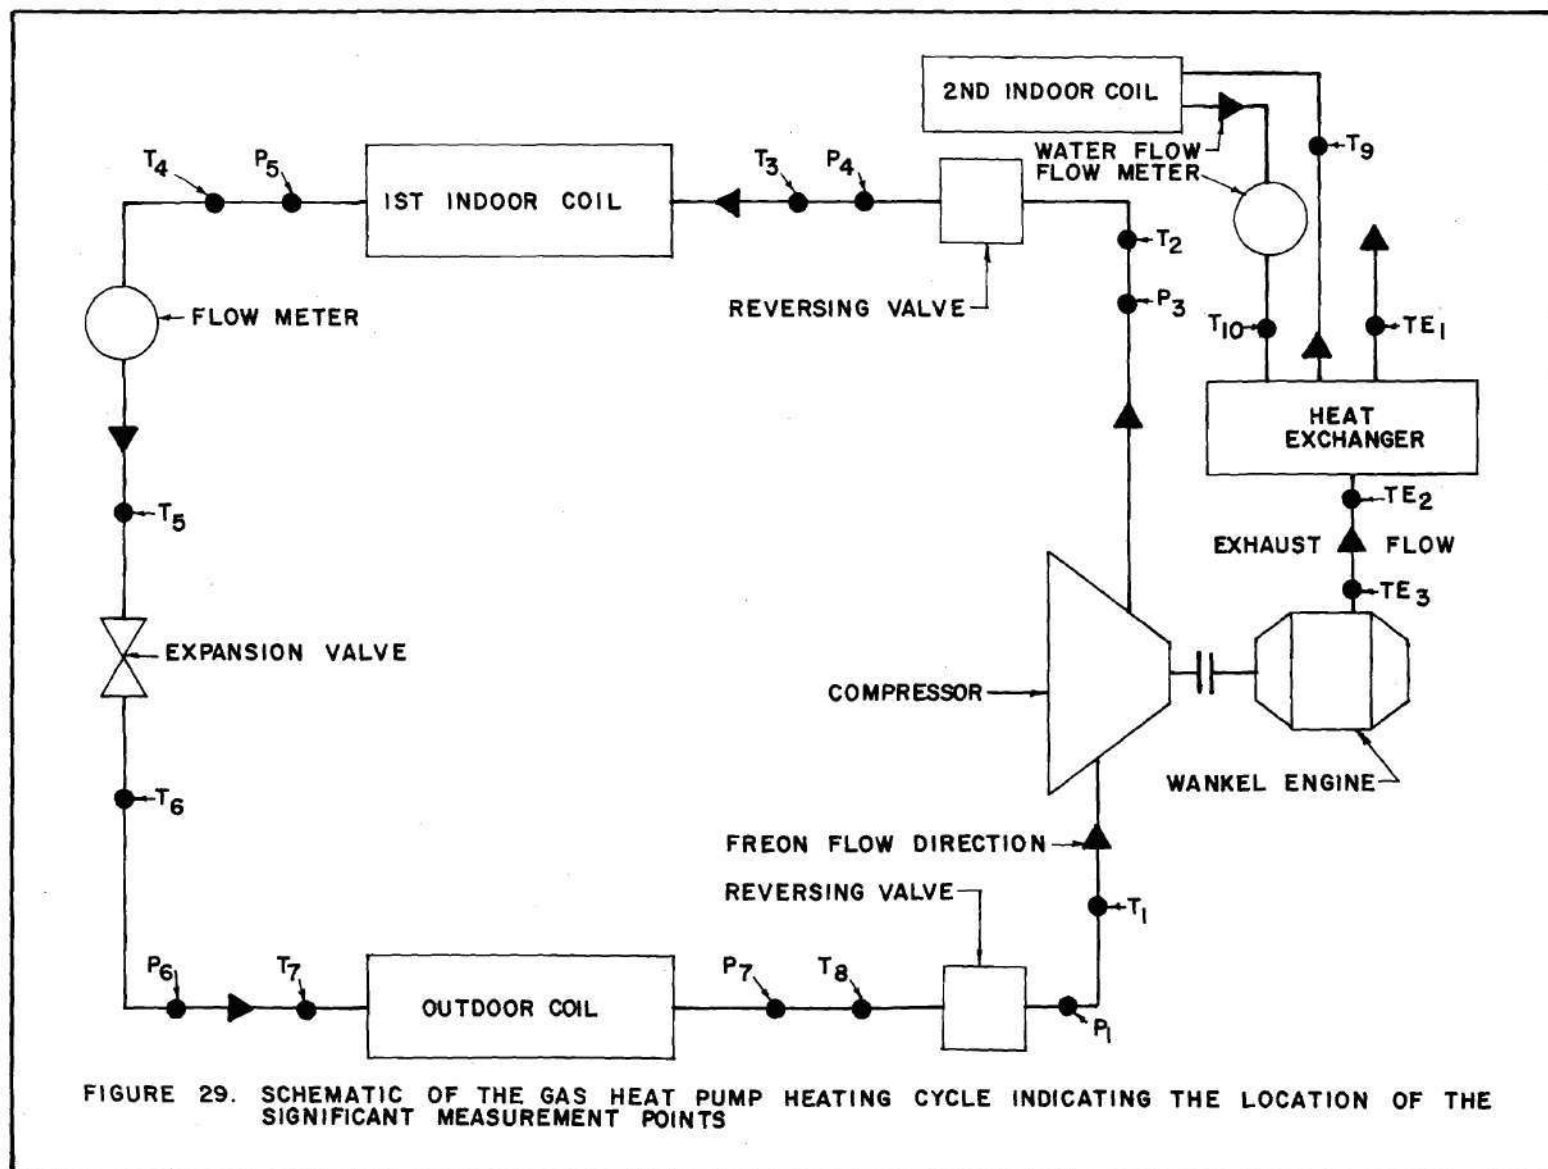 2ND INDOOR COIL
WATER FLOW
FLOW METER
T9
T4
P5
1ST INDOOR COIL
T3
P4
T2
REVERSING VALVE
P3
FLOW METER
T10
TE1
HEAT
EXCHANGER
T5
TE2
EXHAUST FLOW
TE3
EXPANSION VALVE
COMPRESSOR
WANKEL ENGINE
T6
FREON FLOW DIRECTION
REVERSING VALVE
T1
P6
T7
OUTDOOR COIL
P7
T8
P1
FIGURE 29. SCHEMATIC OF THE GAS HEAT PUMP HEATING CYCLE INDICATING THE LOCATION OF THE
SIGNIFICANT MEASUREMENT POINTS